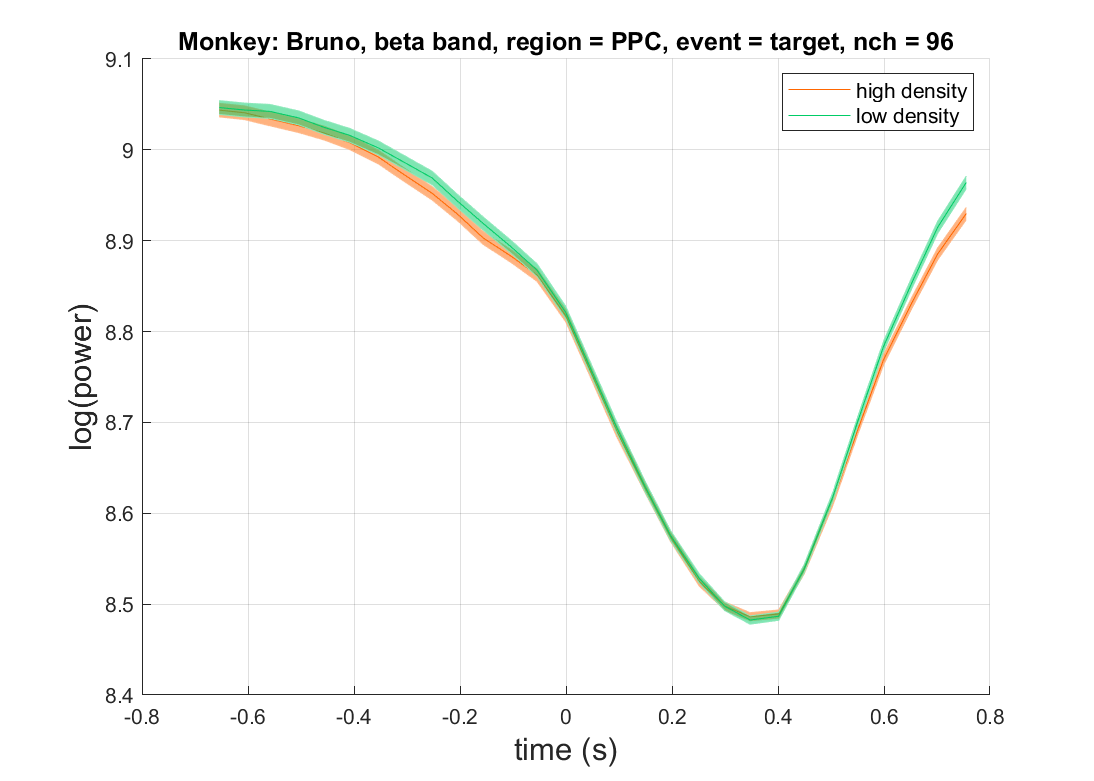 Monkey: Bruno, beta band, region = PPC, event = target, nch = 96
high density
low density
log(power)
9.1
9
8.9
8.8
8.7
8.6
8.5
8.4
-0.8 -0.6 -0.4 -0.2 0 0.2 0.4 0.6 0.8
time (s)